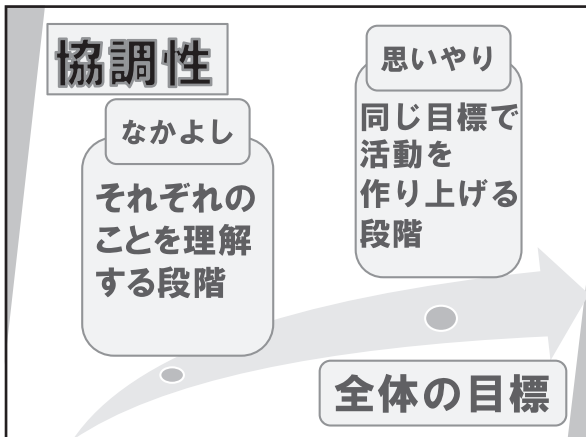 協調性
なかよし
それぞれの
ことを理解
する段階
思いやり
同じ目標で
活動を
作り上げる
段階
全体の目標